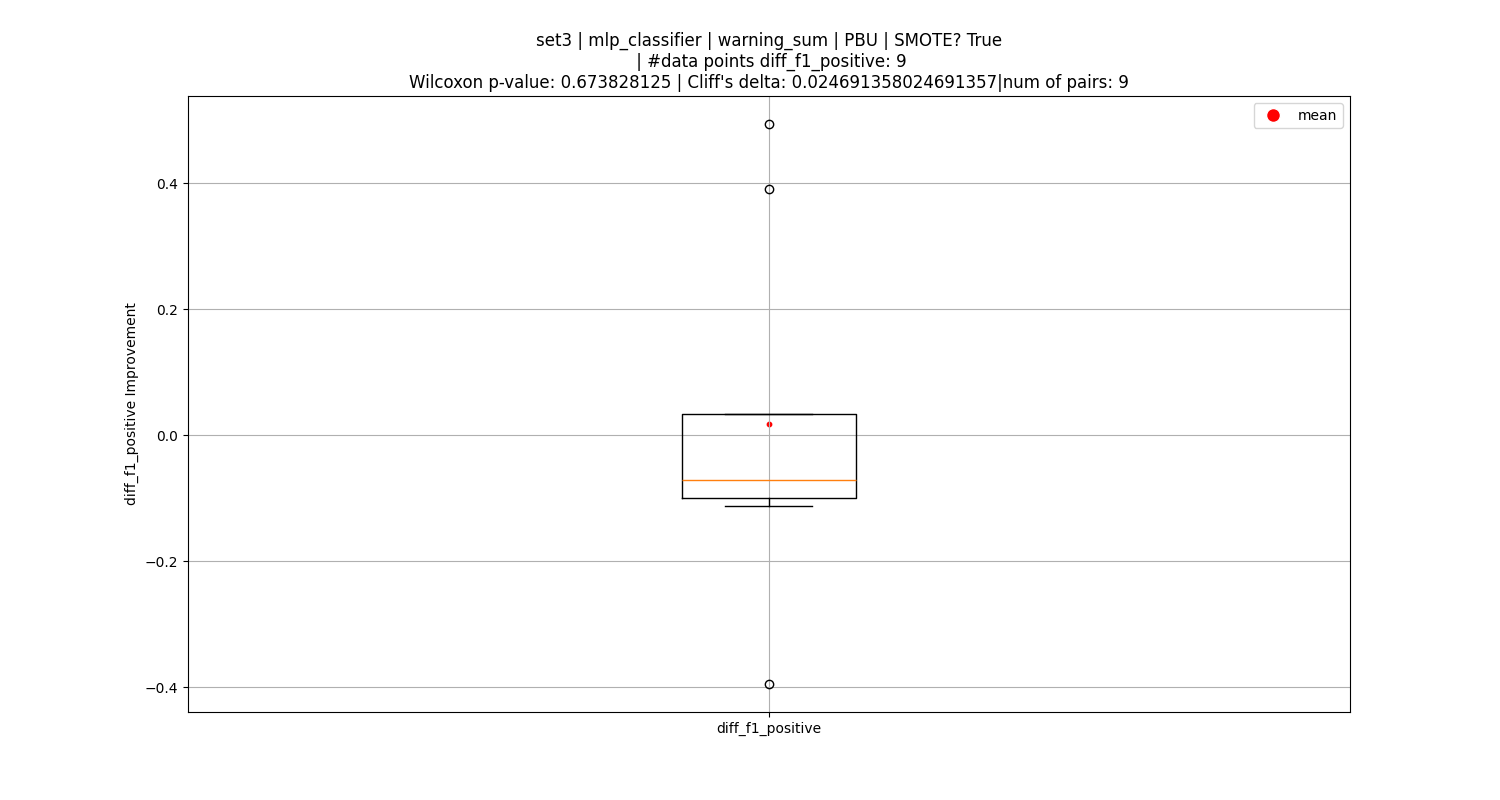 set3 | mlp_classifier | warning_sum | PBU | SMOTE? True
| #data points diff_f1_positive: 9
Wilcoxon p-value: 0.673828125 | Cliff's delta: 0.024691358024691357|num of pairs: 9
mean
0.4
0.2
0.0
−0.2
−0.4
diff_f1_positive Improvement
diff_f1_positive